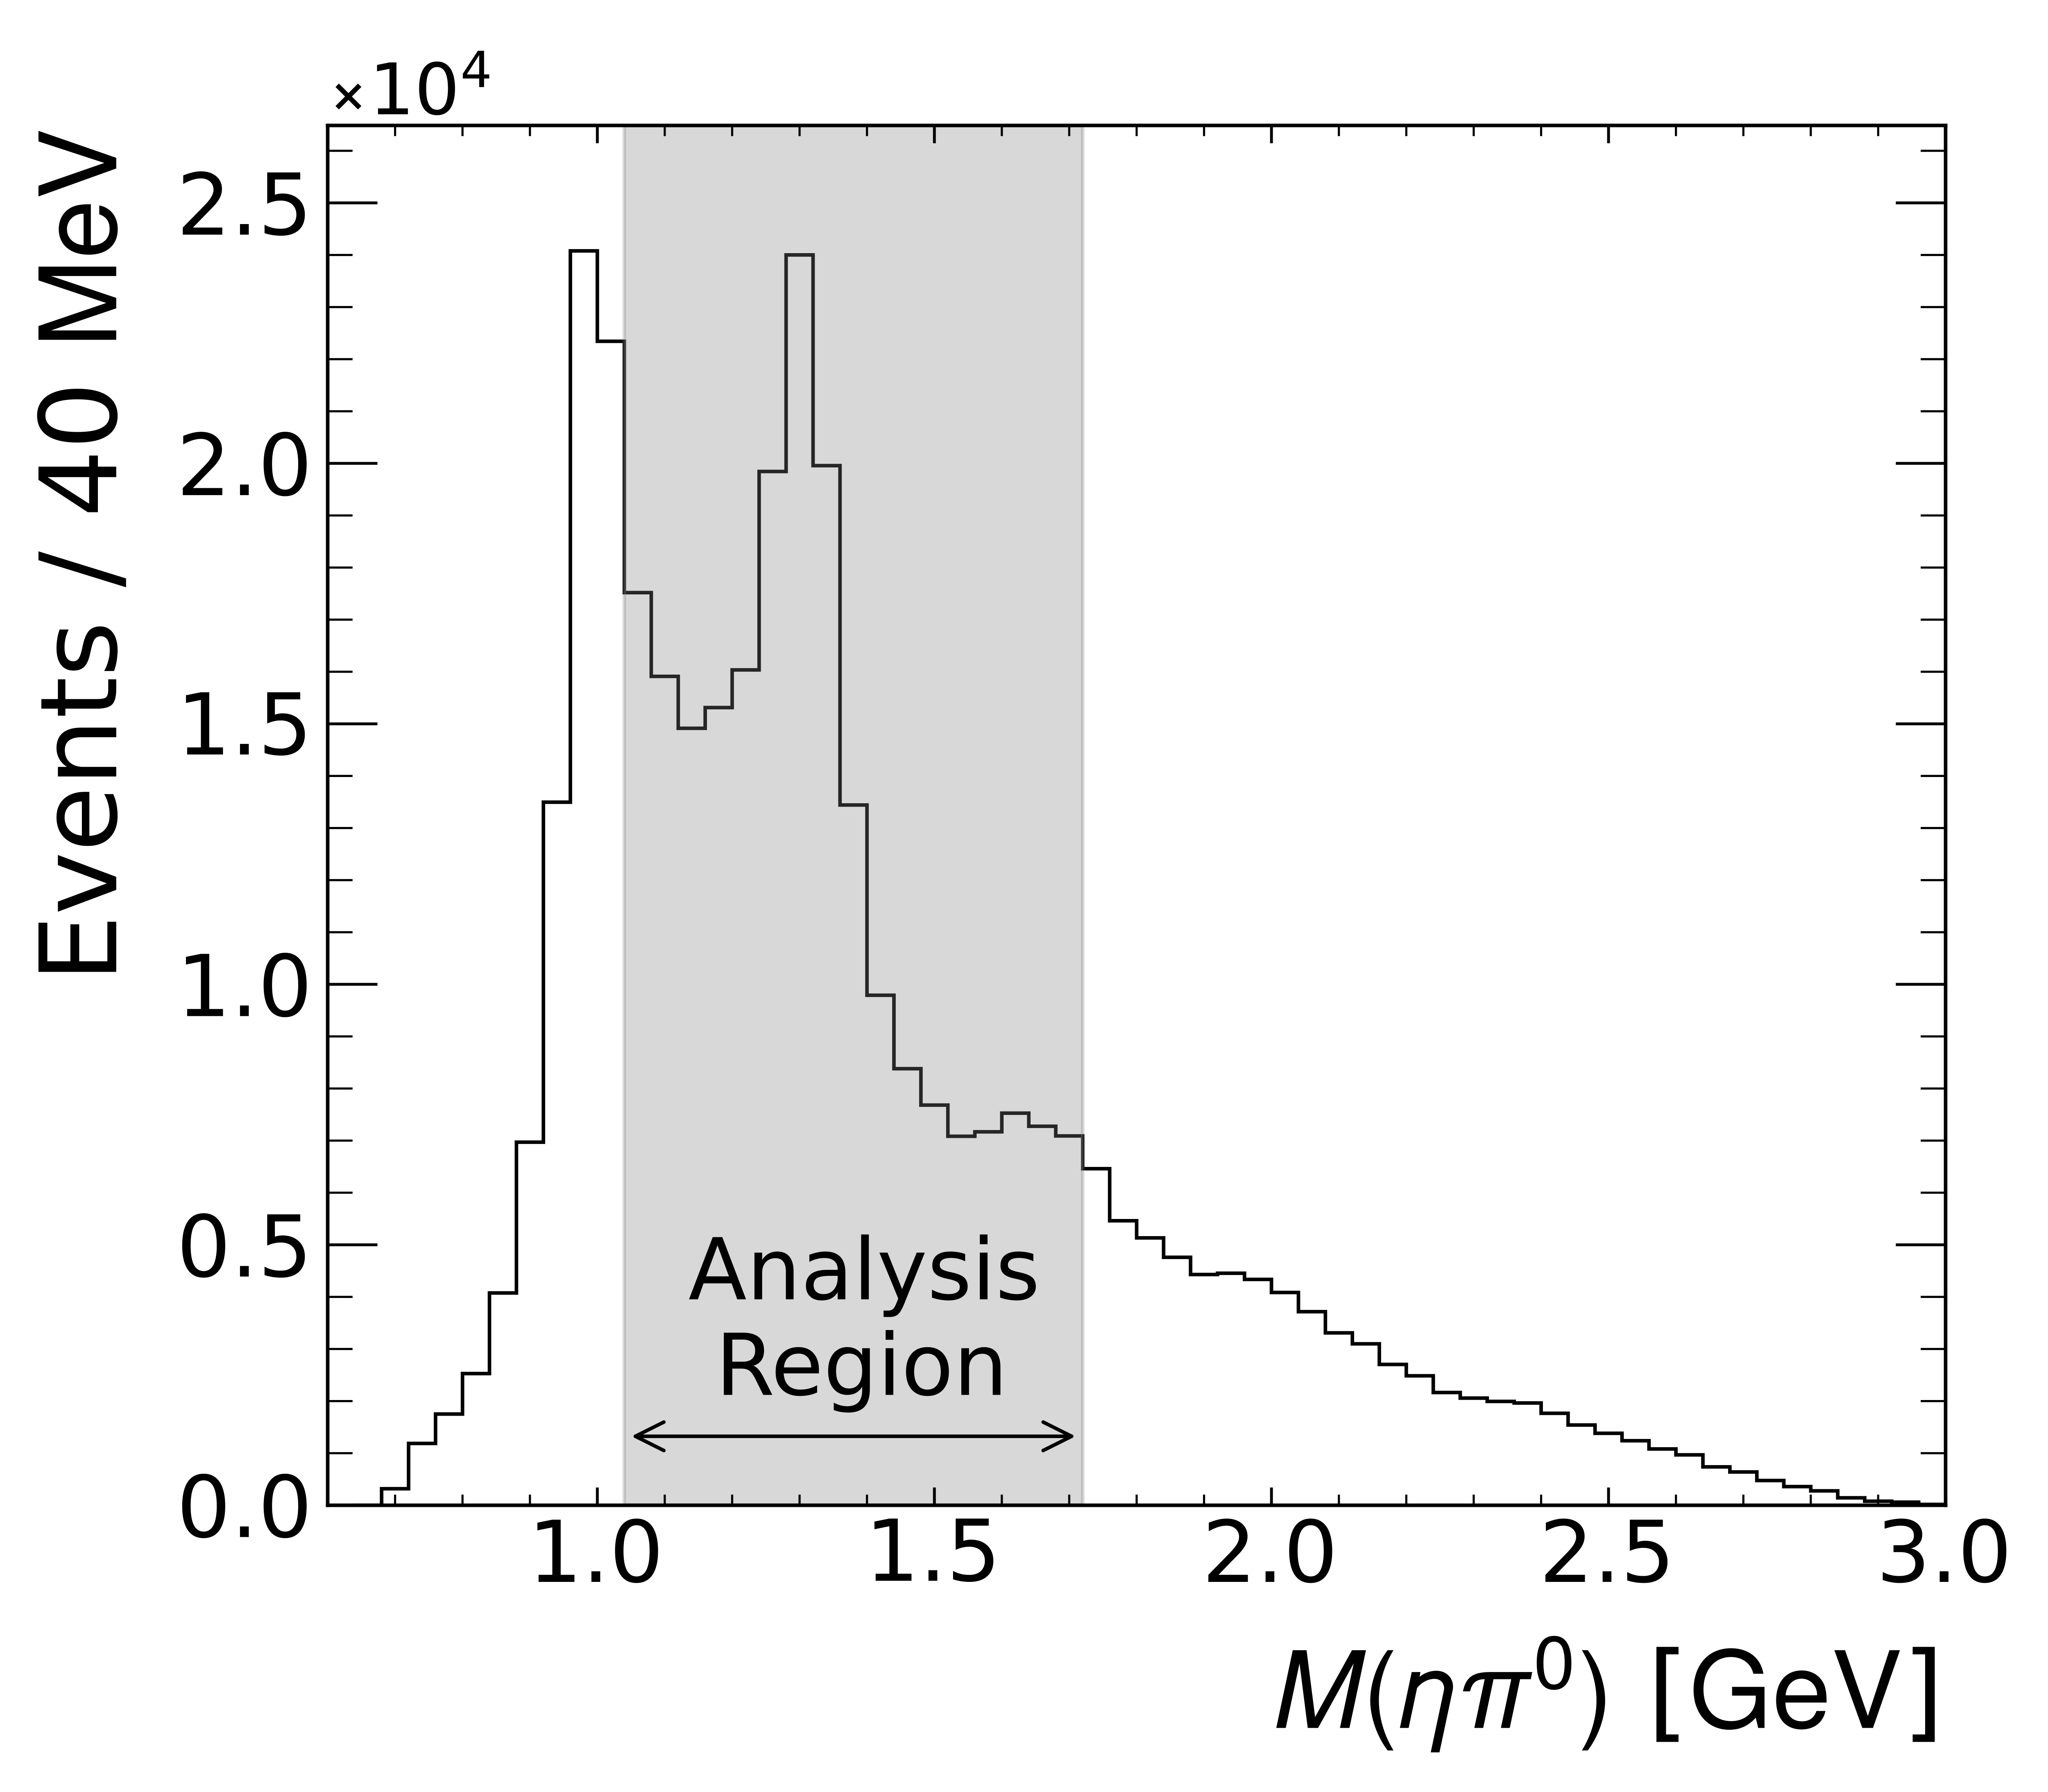 ×10⁴
Events / 40 MeV
2.5
2.0
1.5
1.0
0.5
0.0
Analysis
Region
1.0 1.5 2.0 2.5 3.0
M(ηπ⁰) [GeV]